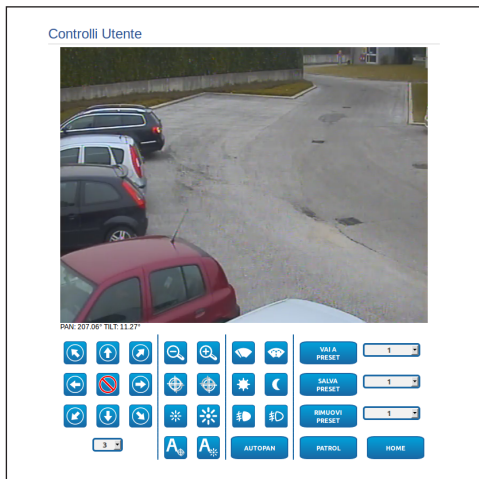 Controlli Utente
PAN: 207.06° TILT: 11.27°
VAI A
PRESET
1
SALVA
PRESET
1
RIMUOVI
PRESET
1
3
A
A
AUTOPAN
PATROL
HOME